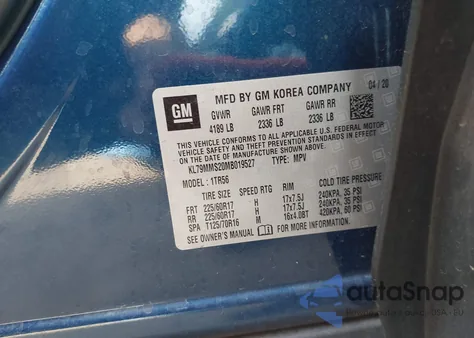 GM
MFD BY GM KOREA COMPANY 04/20
GVWR GAWR FRT GAWR RR
4189 LB 2336 LB 2336 LB
THIS VEHICLE CONFORMS TO ALL APPLICABLE U.S. FEDERAL MOTOR
VEHICLE SAFETY AND THEFT PREVENTION STANDARDS IN EFFECT
ON THE DATE OF MANUFACTURE SHOWN ABOVE.
KL79MMS20MB019527 TYPE: MPV
MODEL: 1TR56
TIRE SIZE SPEED RTG RIM COLD TIRE PRESSURE
FRT 225/60R17 H 17x7.5J 240KPA, 35 PSI
RR 225/60R17 H 17x7.5J 240KPA, 35 PSI
SPA T125/70R16 M 16x4.0BT 420KPA, 60 PSI
SEE OWNER'S MANUAL FOR MORE INFORMATION.
autoSnap